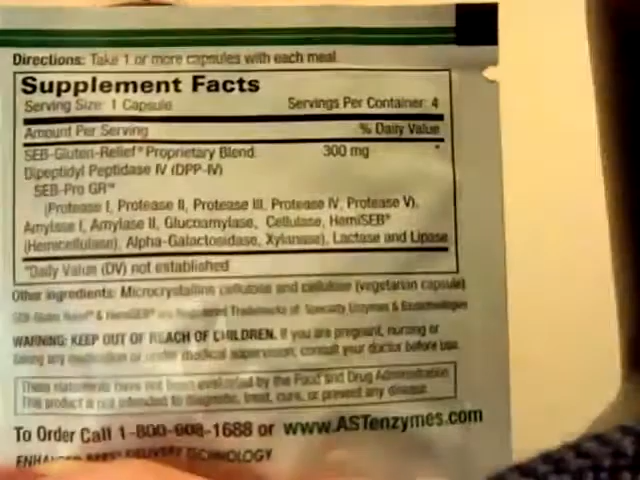 Directions: Take 1 or more capsules with each meal
Supplement Facts
Serving Size: 1 Capsule Servings Per Container: 4
Amount Per Serving % Daily Value
SEB-Gluten-Relief® Proprietary Blend 300 mg *
Dipeptidyl Peptidase IV (DPP-IV)
SEB-Pro GR™
(Protease I, Protease II, Protease III, Protease IV, Protease V),
Amylase I, Amylase II, Glucoamylase, Cellulase, HemiSEB®
(Hemicellulase), Alpha-Galactosidase, Xylanase), Lactase and Lipase
*Daily Value (DV) not established
Other ingredients: Microcrystalline cellulose and cellulose (vegetarian capsule)
are Registered Trademarks of Specialty Enzymes &
WARNING: KEEP OUT OF REACH OF CHILDREN. If you are pregnant, nursing or
taking any medication or under medical supervision, consult your doctor before use.
These statements have not been evaluated by the Food and Drug Administration
This product is not intended to diagnose, treat, cure, or prevent any disease.
To Order Call 1-800-608-1688 or www.ASTenzymes.com
DELIVERY TECHNOLOGY